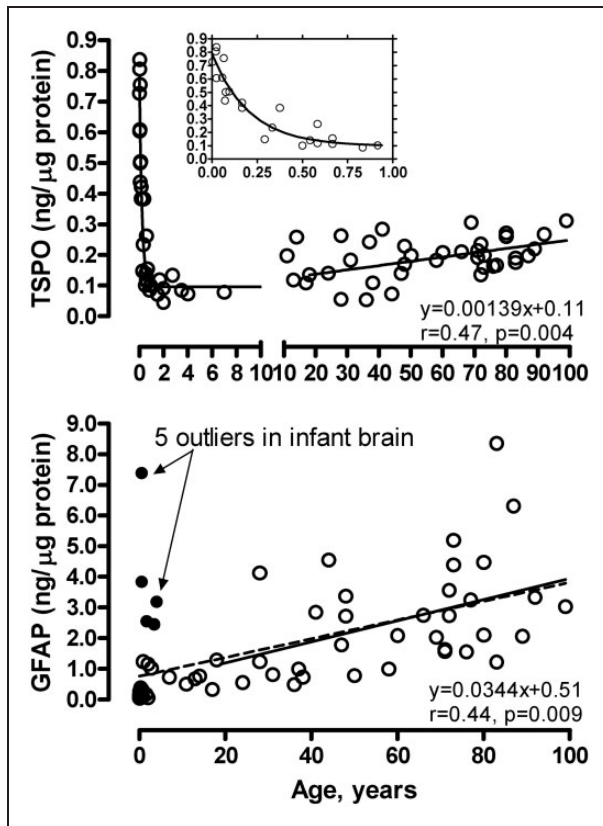 0.9
0.8
0.7
0.6
0.5
0.4
0.3
0.2
0.1
0.0
TSPO (ng/μg protein)
0.9
0.8
0.7
0.6
0.5
0.4
0.3
0.2
0.1
0.00 0.25 0.50 0.75 1.00
y=0.00139x+0.11
r=0.47, p=0.004
0 2 4 6 8 10
10 20 30 40 50 60 70 80 90 100
9.0
8.0
7.0
6.0
5.0
4.0
3.0
2.0
1.0
0.0
GFAP (ng/μg protein)
5 outliers in infant brain
y=0.0344x+0.51
r=0.44, p=0.009
0 20 40 60 80 100
Age, years